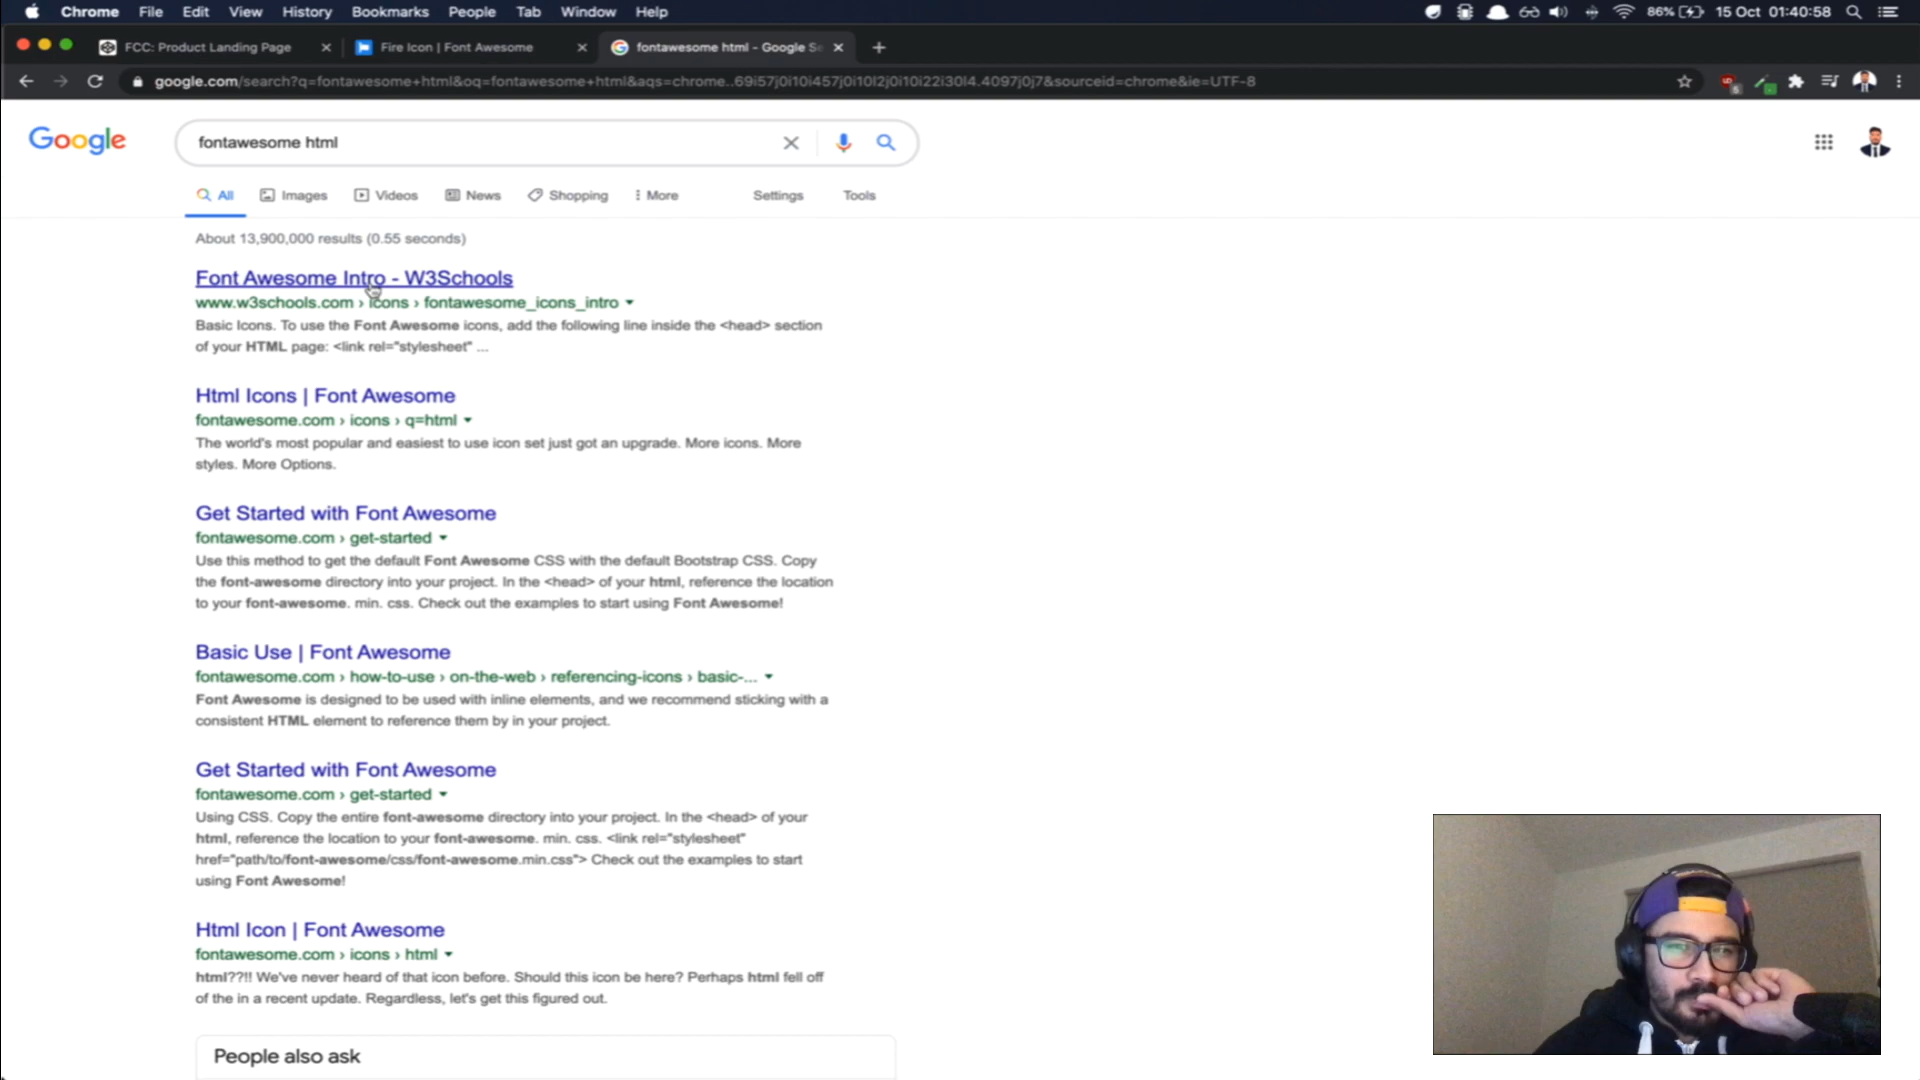 Chrome File Edit View History Bookmarks People Tab Window Help 86% 15 Oct 01:40:58
FCC: Product Landing Page Fire Icon | Font Awesome fontawesome html - Google Se
google.com/search?q=fontawesome+html&oq=fontawesome+html&aqs=chrome..69i57j0i10i457j0i10l2j0i10i22i30l4.4097j0j7&sourceid=chrome&ie=UTF-8
Google fontawesome html
All Images Videos News Shopping More Settings Tools
About 13,900,000 results (0.55 seconds)
Font Awesome Intro - W3Schools
www.w3schools.com › icons › fontawesome_icons_intro
Basic Icons. To use the Font Awesome icons, add the following line inside the <head> section
of your HTML page: <link rel="stylesheet" ...
Html Icons | Font Awesome
fontawesome.com › icons › q=html
The world's most popular and easiest to use icon set just got an upgrade. More icons. More
styles. More Options.
Get Started with Font Awesome
fontawesome.com › get-started
Use this method to get the default Font Awesome CSS with the default Bootstrap CSS. Copy
the font-awesome directory into your project. In the <head> of your html, reference the location
to your font-awesome. min. css. Check out the examples to start using Font Awesome!
Basic Use | Font Awesome
fontawesome.com › how-to-use › on-the-web › referencing-icons › basic-...
Font Awesome is designed to be used with inline elements, and we recommend sticking with a
consistent HTML element to reference them by in your project.
Get Started with Font Awesome
fontawesome.com › get-started
Using CSS. Copy the entire font-awesome directory into your project. In the <head> of your
html, reference the location to your font-awesome. min. css. <link rel="stylesheet"
href="path/to/font-awesome/css/font-awesome.min.css"> Check out the examples to start
using Font Awesome!
Html Icon | Font Awesome
fontawesome.com › icons › html
html??!! We've never heard of that icon before. Should this icon be here? Perhaps html fell off
of the in a recent update. Regardless, let's get this figured out.
People also ask